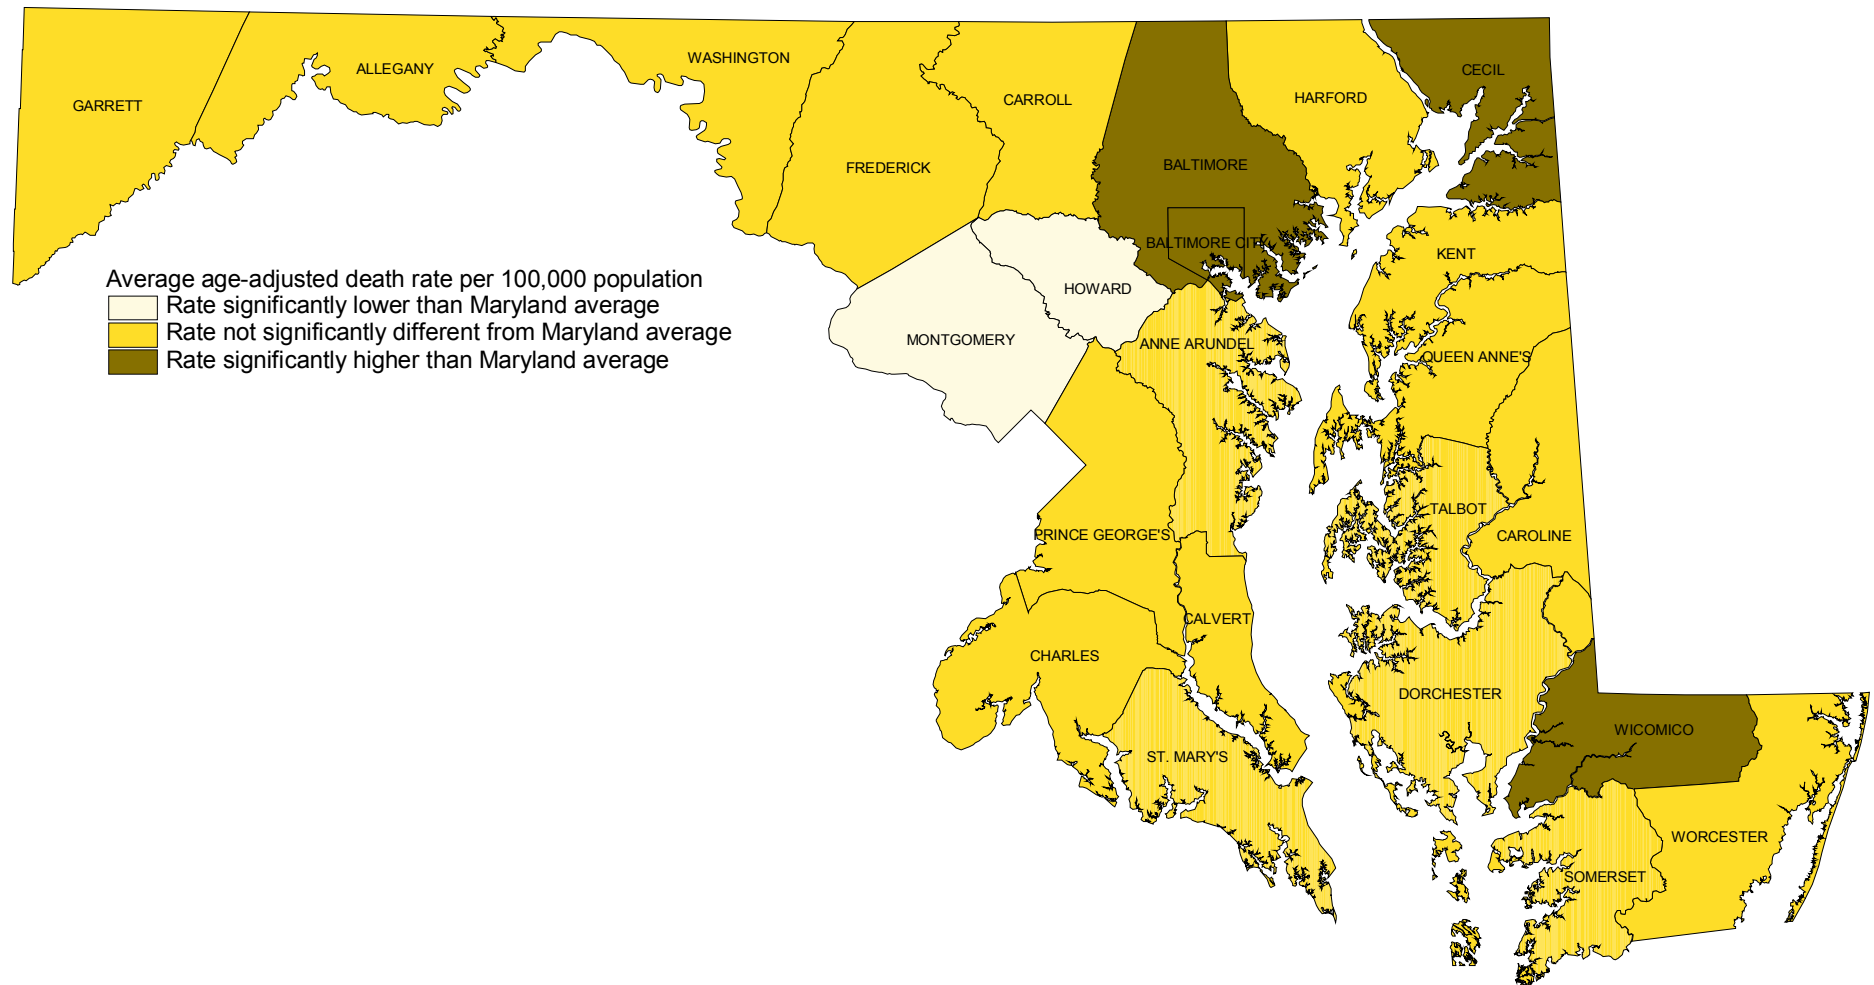 WASHINGTON
ALLEGANY
CECIL
GARRETT
CARROLL
HARFORD
FREDERICK
BALTIMORE
BALTIMORE CITY
KENT
Average age-adjusted death rate per 100,000 population
Rate significantly lower than Maryland average
Rate not significantly different from Maryland average
Rate significantly higher than Maryland average
HOWARD
MONTGOMERY
ANNE ARUNDEL
QUEEN ANNE'S
TALBOT
PRINCE GEORGE'S
CAROLINE
CALVERT
CHARLES
DORCHESTER
WICOMICO
ST. MARY'S
WORCESTER
SOMERSET